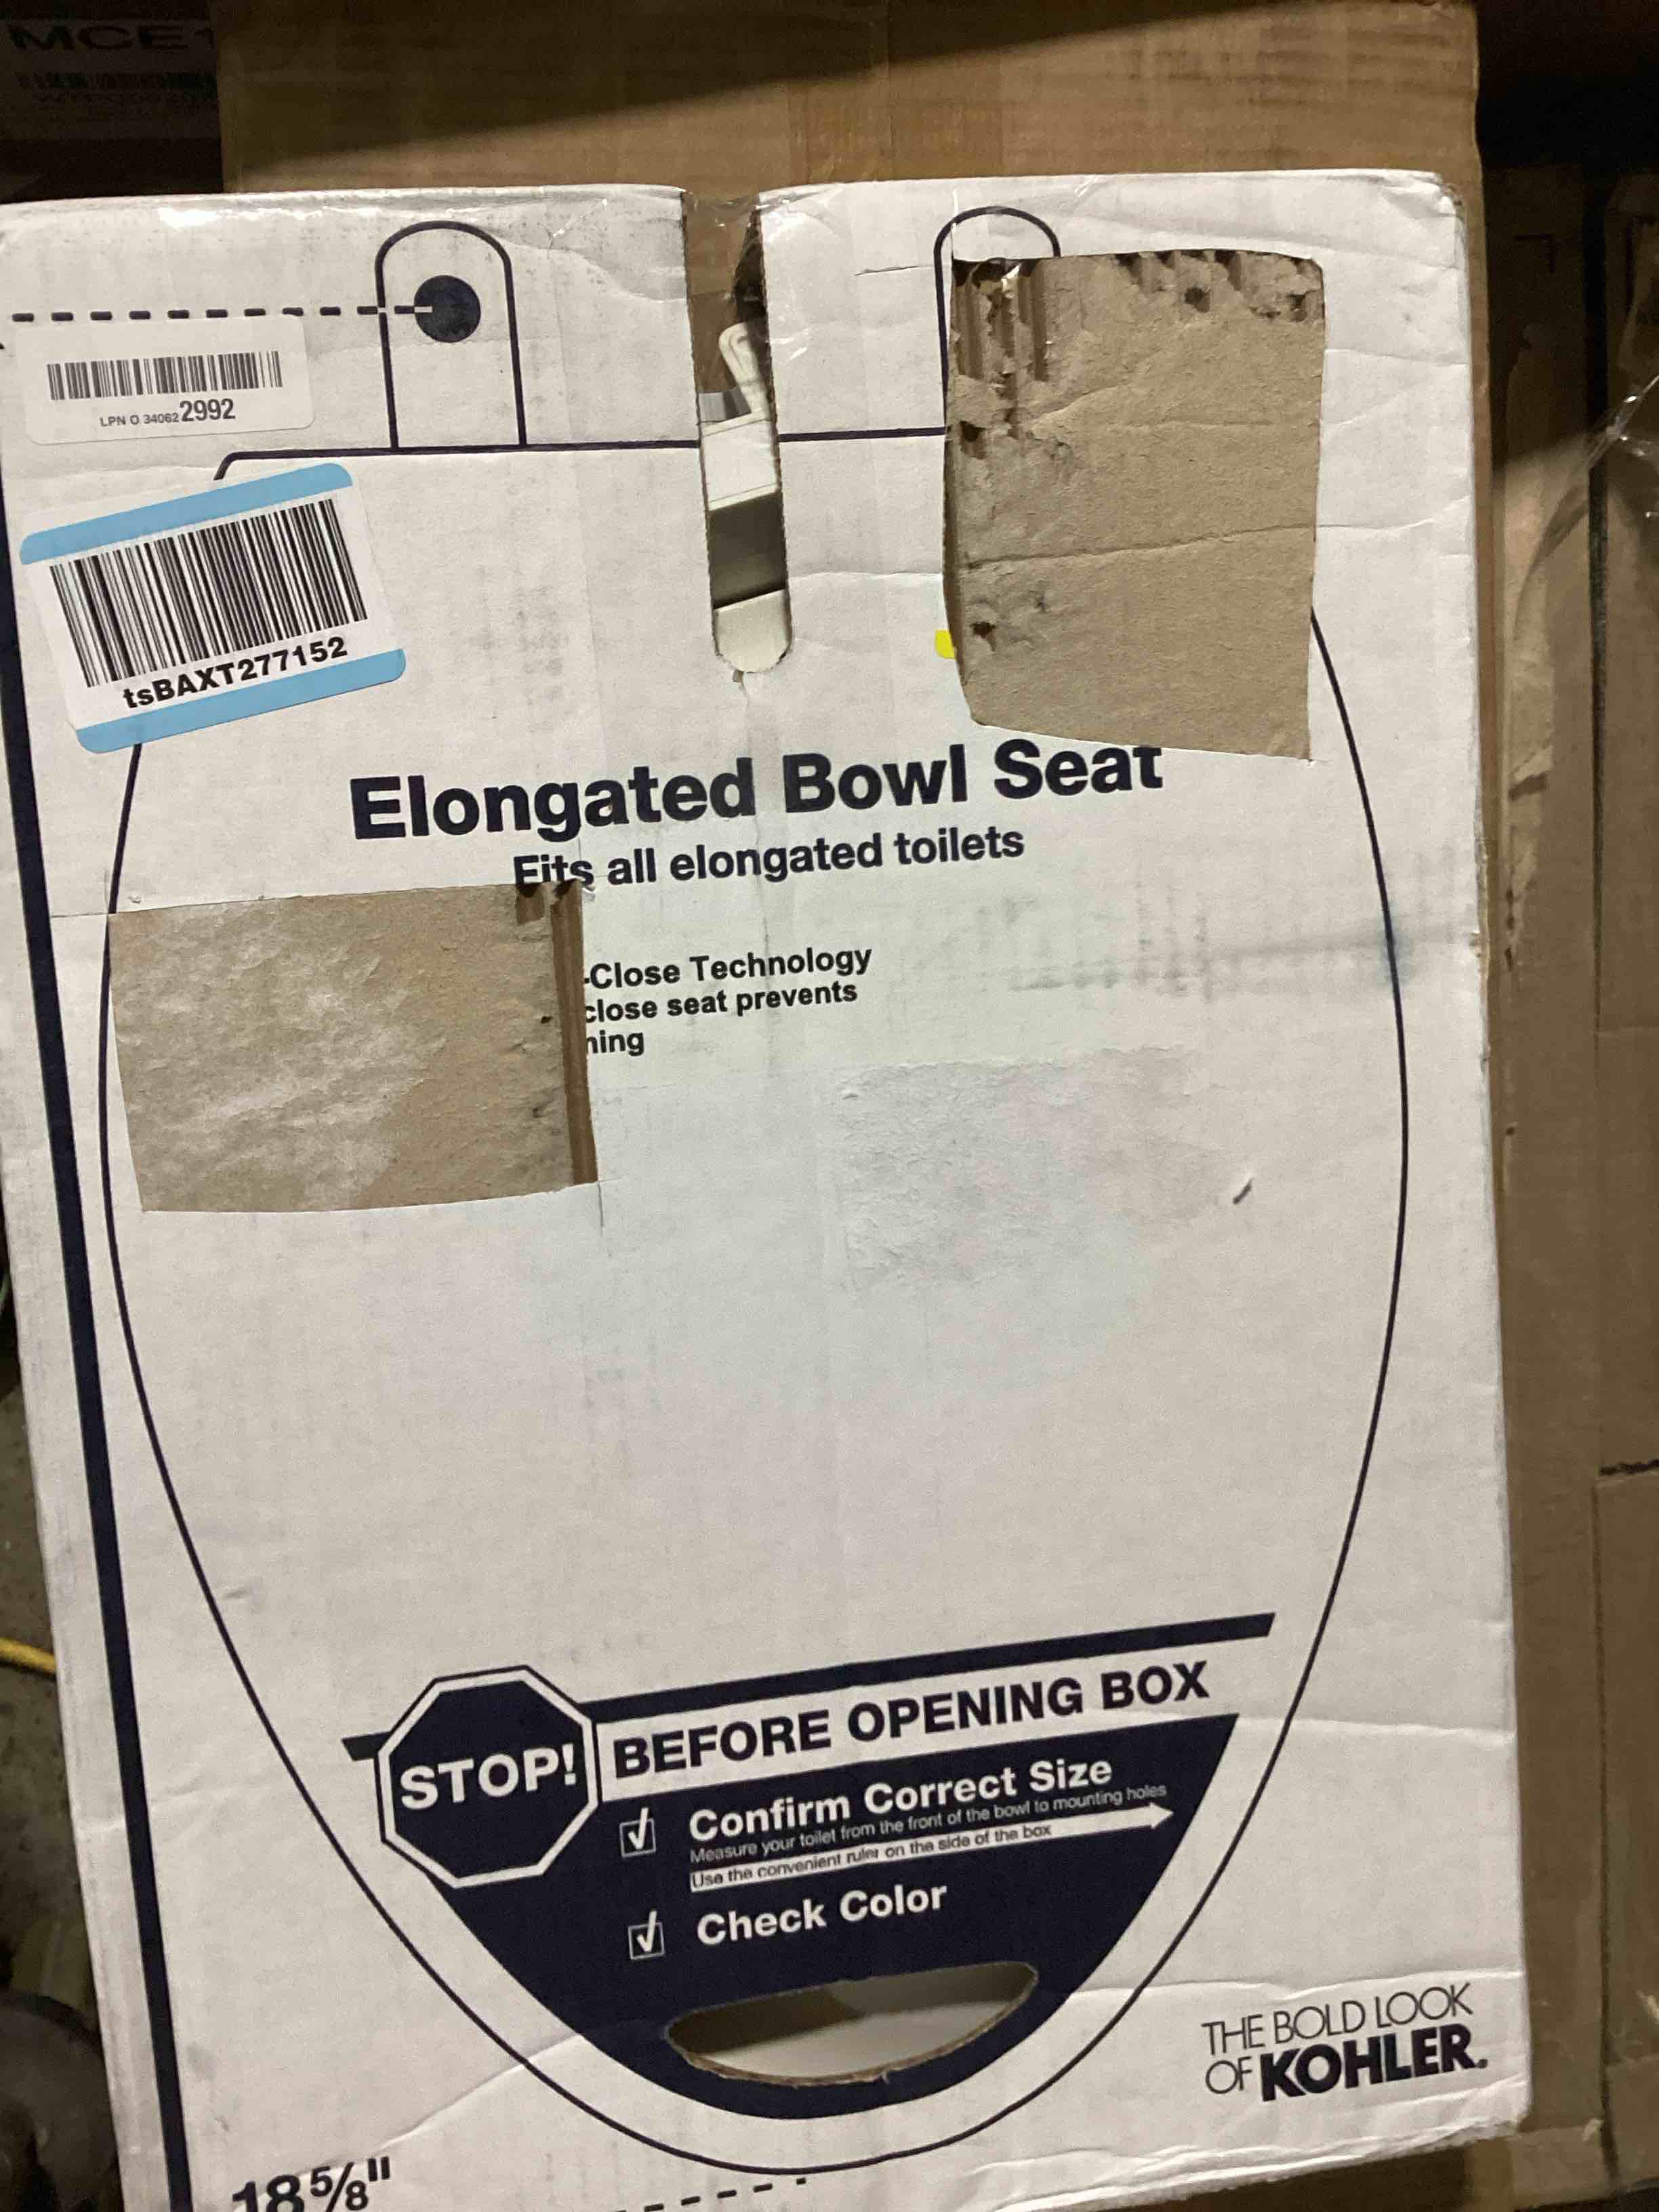 MCE
LPN O 34062 2992
tsBAXT277152
Elongated Bowl Seat
Fits all elongated toilets
-Close Technology
close seat prevents
ning
STOP!
BEFORE OPENING BOX
Confirm Correct Size
Measure your toilet from the front of the bowl to mounting holes
Use the convenient ruler on the side of the box
Check Color
THE BOLD LOOK
OF KOHLER.
18 5/8"